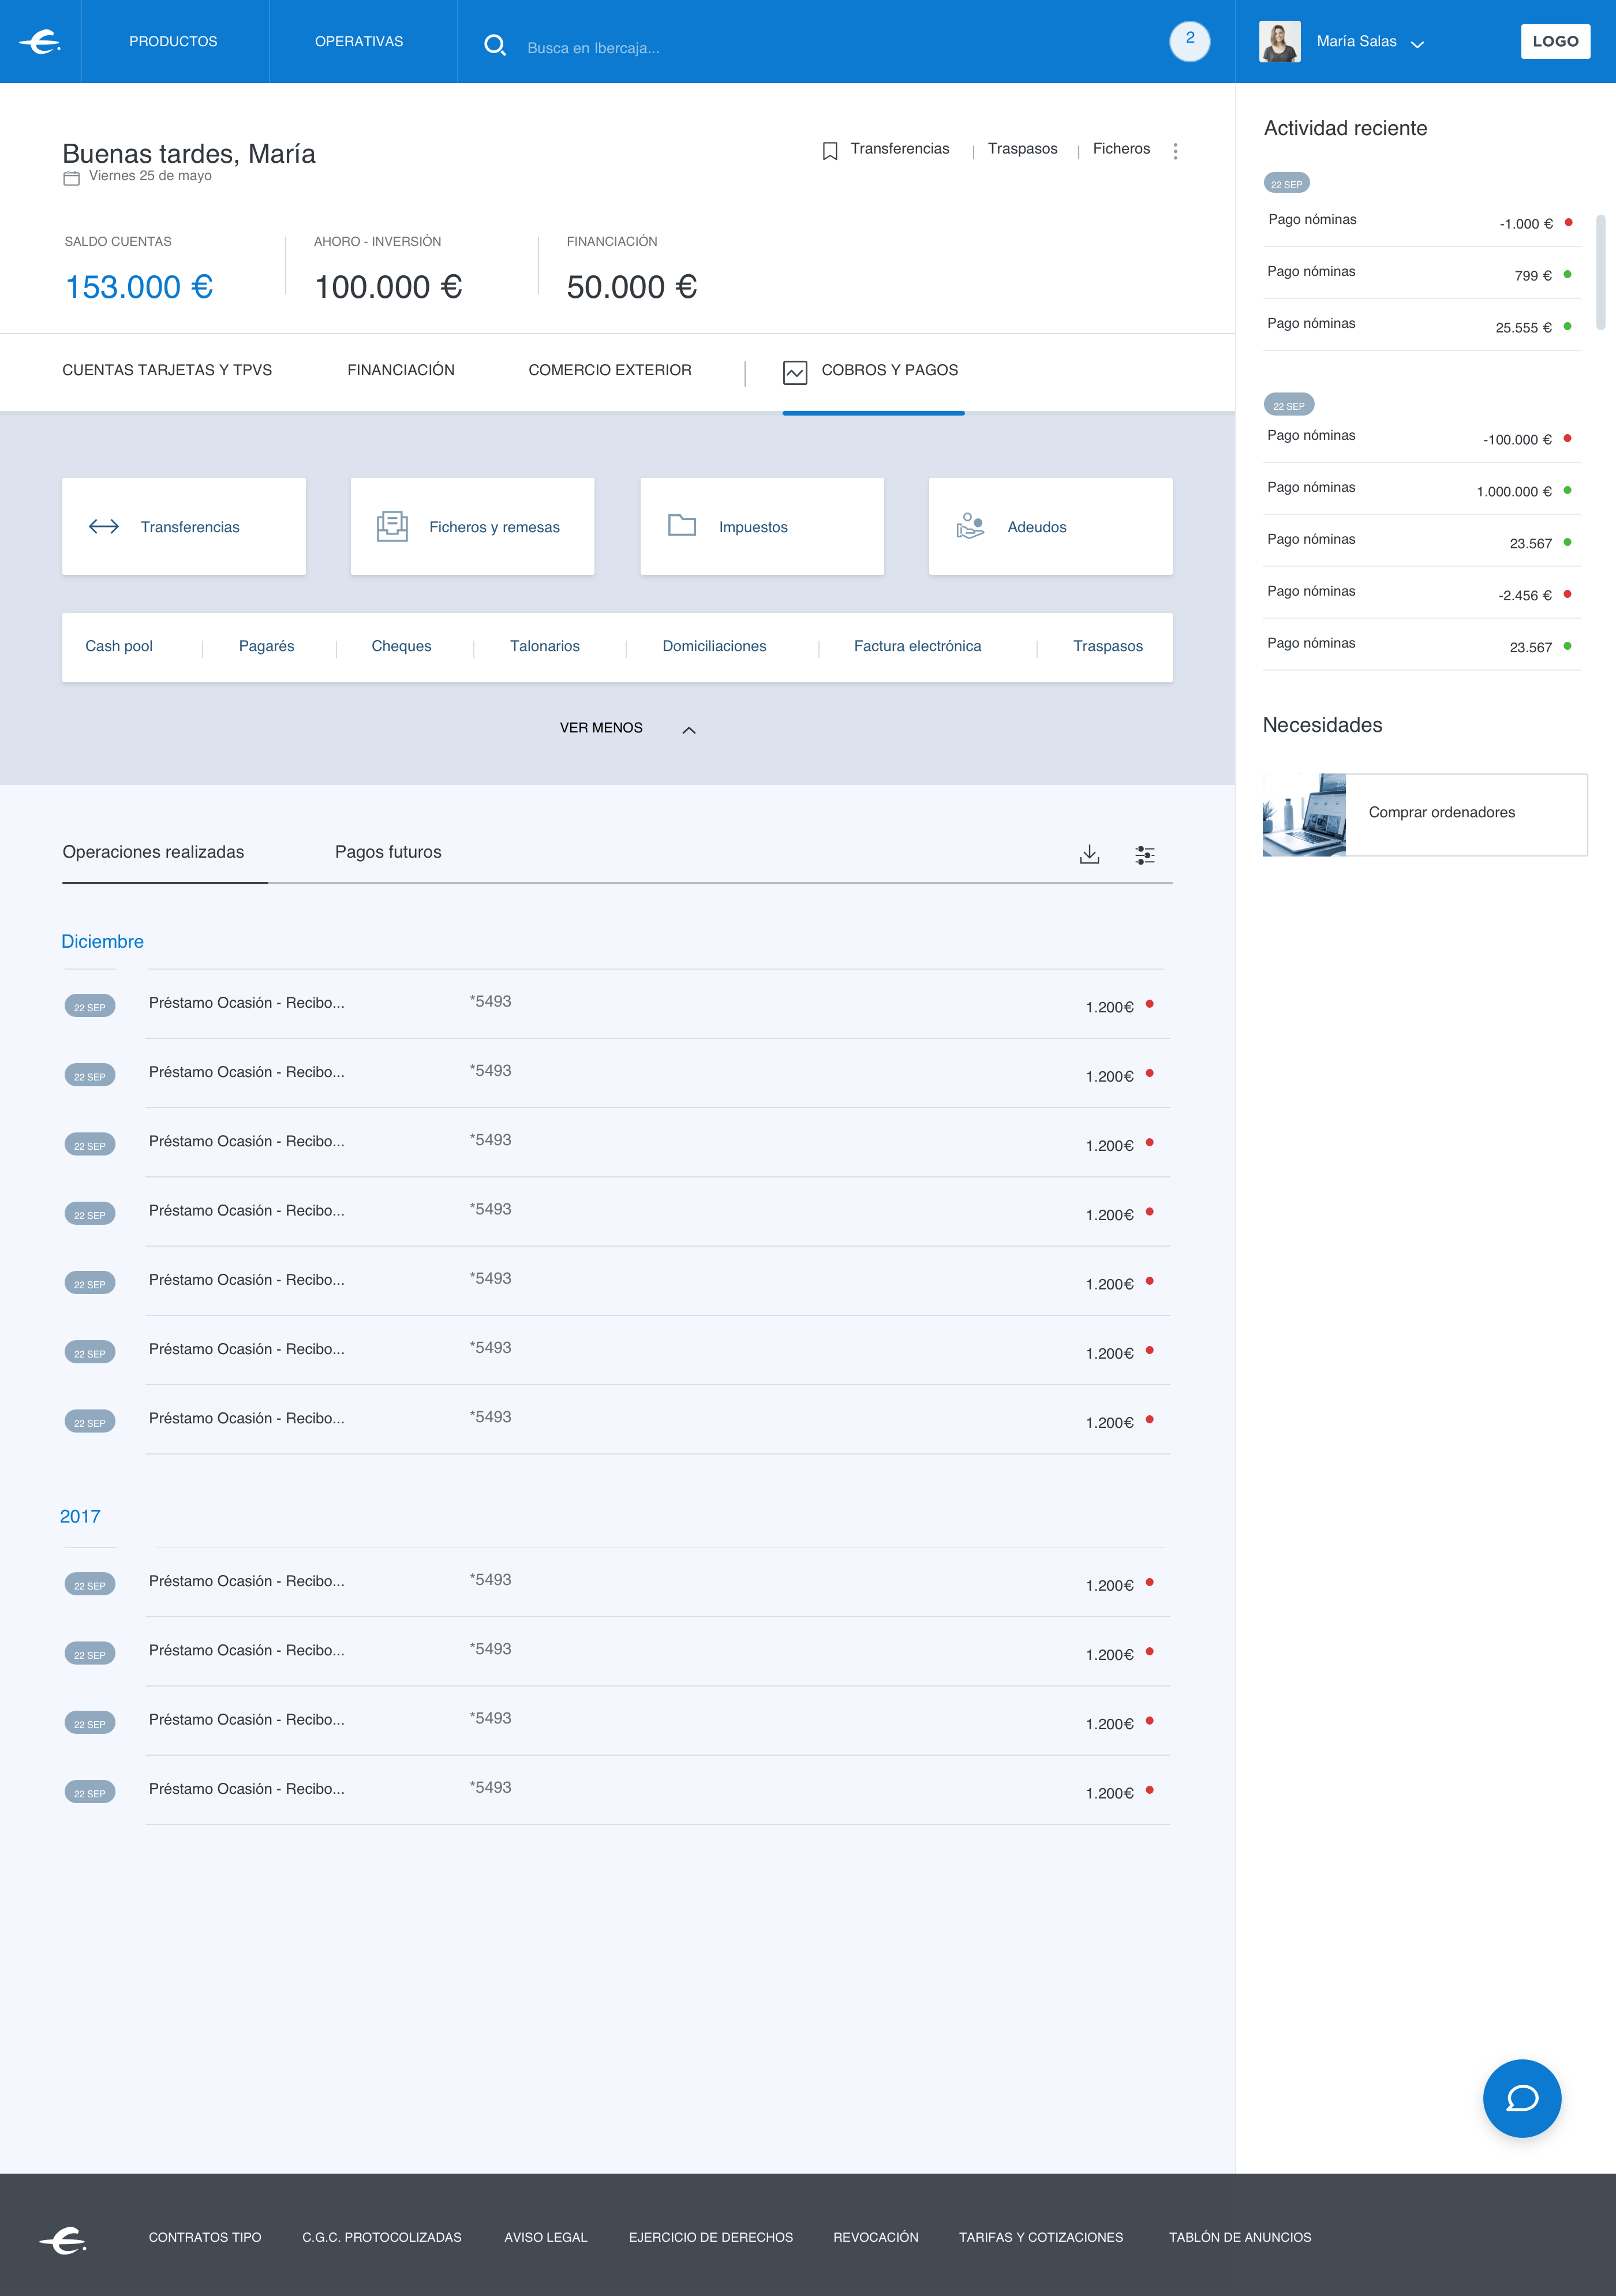 PRODUCTOS
OPERATIVAS
Busca en Ibercaja...
2
María Salas
LOGO
Buenas tardes, María
Viernes 25 de mayo
Transferencias
Traspasos
Ficheros
SALDO CUENTAS
153.000 €
AHORO - INVERSIÓN
100.000 €
FINANCIACIÓN
50.000 €
CUENTAS TARJETAS Y TPVS
FINANCIACIÓN
COMERCIO EXTERIOR
COBROS Y PAGOS
Transferencias
Ficheros y remesas
Impuestos
Adeudos
Cash pool
Pagarés
Cheques
Talonarios
Domiciliaciones
Factura electrónica
Traspasos
VER MENOS
Operaciones realizadas
Pagos futuros
Diciembre
22 SEP Préstamo Ocasión - Recibo... *5493 1.200€
22 SEP Préstamo Ocasión - Recibo... *5493 1.200€
22 SEP Préstamo Ocasión - Recibo... *5493 1.200€
22 SEP Préstamo Ocasión - Recibo... *5493 1.200€
22 SEP Préstamo Ocasión - Recibo... *5493 1.200€
22 SEP Préstamo Ocasión - Recibo... *5493 1.200€
22 SEP Préstamo Ocasión - Recibo... *5493 1.200€
2017
22 SEP Préstamo Ocasión - Recibo... *5493 1.200€
22 SEP Préstamo Ocasión - Recibo... *5493 1.200€
22 SEP Préstamo Ocasión - Recibo... *5493 1.200€
22 SEP Préstamo Ocasión - Recibo... *5493 1.200€
Actividad reciente
22 SEP
Pago nóminas -1.000 €
Pago nóminas 799 €
Pago nóminas 25.555 €
22 SEP
Pago nóminas -100.000 €
Pago nóminas 1.000.000 €
Pago nóminas 23.567
Pago nóminas -2.456 €
Pago nóminas 23.567
Necesidades
Comprar ordenadores
CONTRATOS TIPO
C.G.C. PROTOCOLIZADAS
AVISO LEGAL
EJERCICIO DE DERECHOS
REVOCACIÓN
TARIFAS Y COTIZACIONES
TABLÓN DE ANUNCIOS